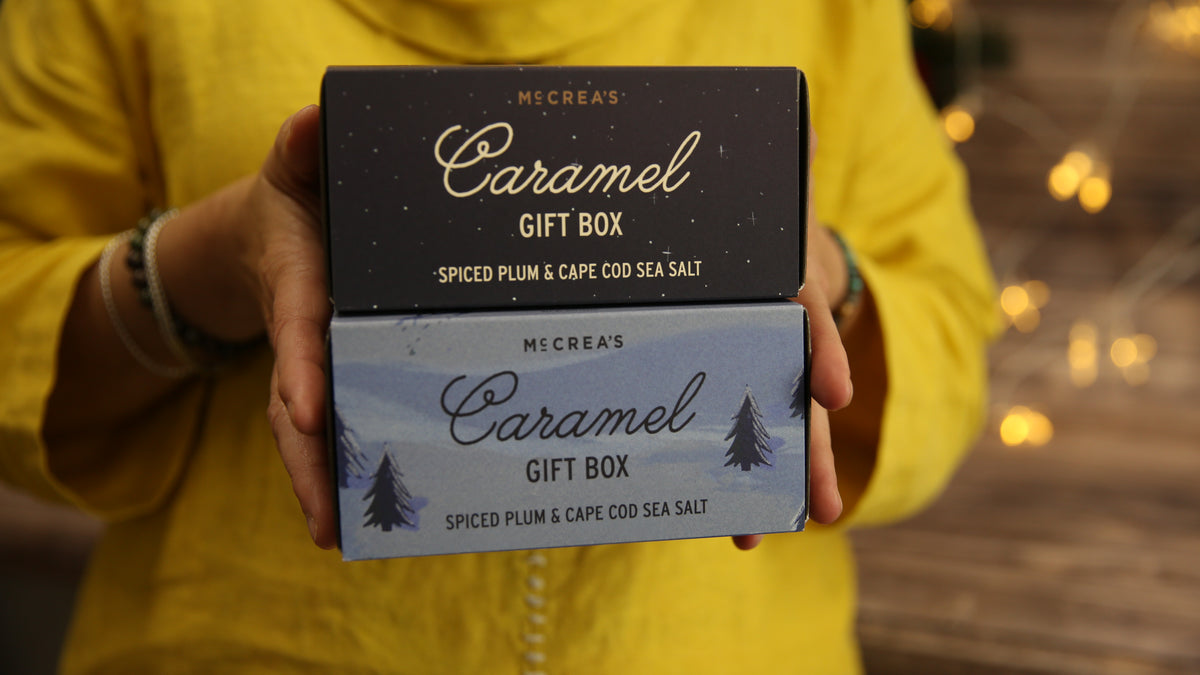 McCREA'S
Caramel
GIFT BOX
SPICED PLUM & CAPE COD SEA SALT
McCREA'S
Caramel
GIFT BOX
SPICED PLUM & CAPE COD SEA SALT